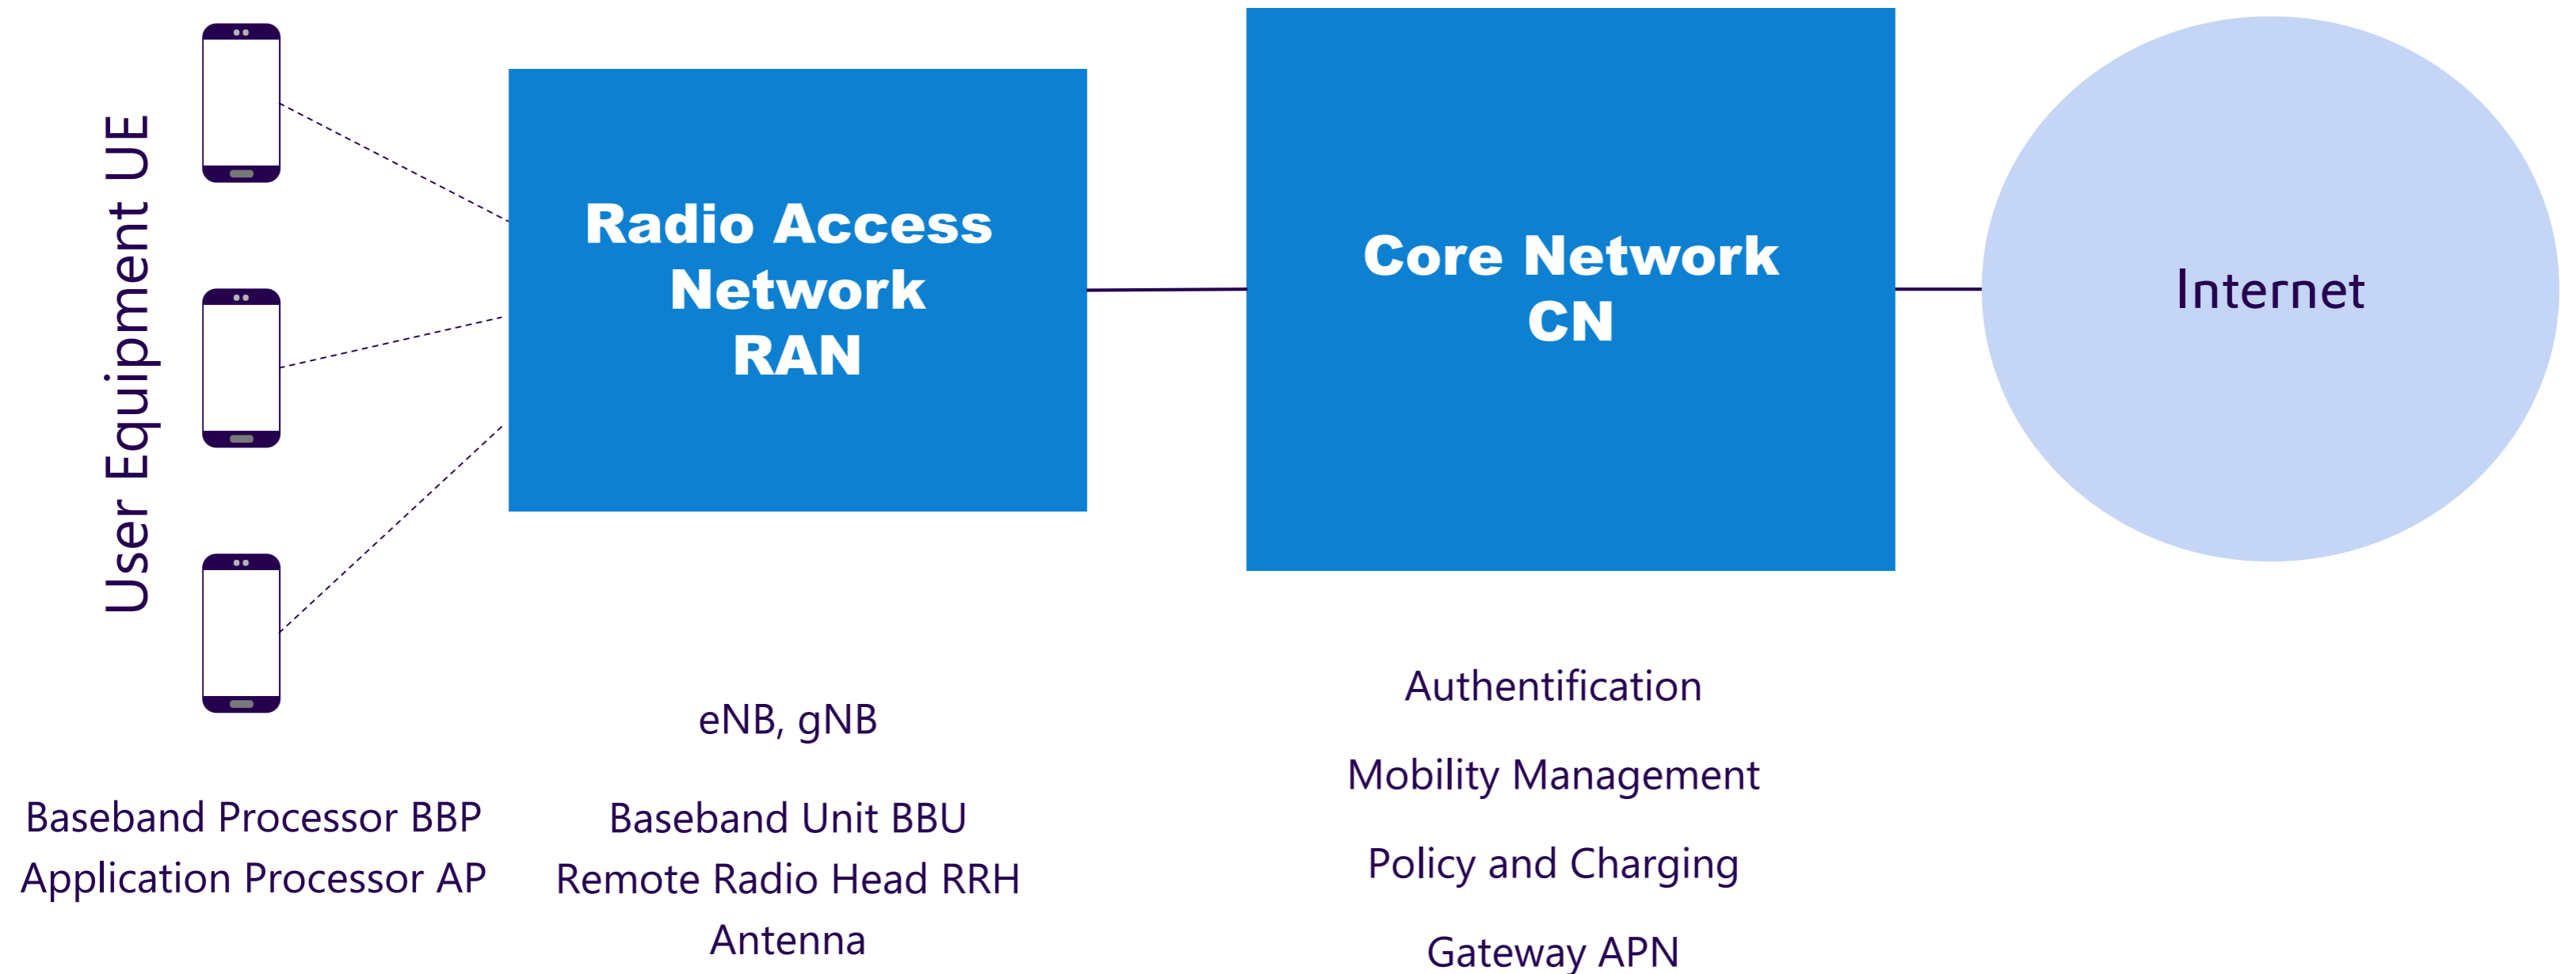 User Equipment UE
Radio Access
Network
RAN
Core Network
CN
Internet
Baseband Processor BBP
Application Processor AP
eNB, gNB
Baseband Unit BBU
Remote Radio Head RRH
Antenna
Authentification
Mobility Management
Policy and Charging
Gateway APN